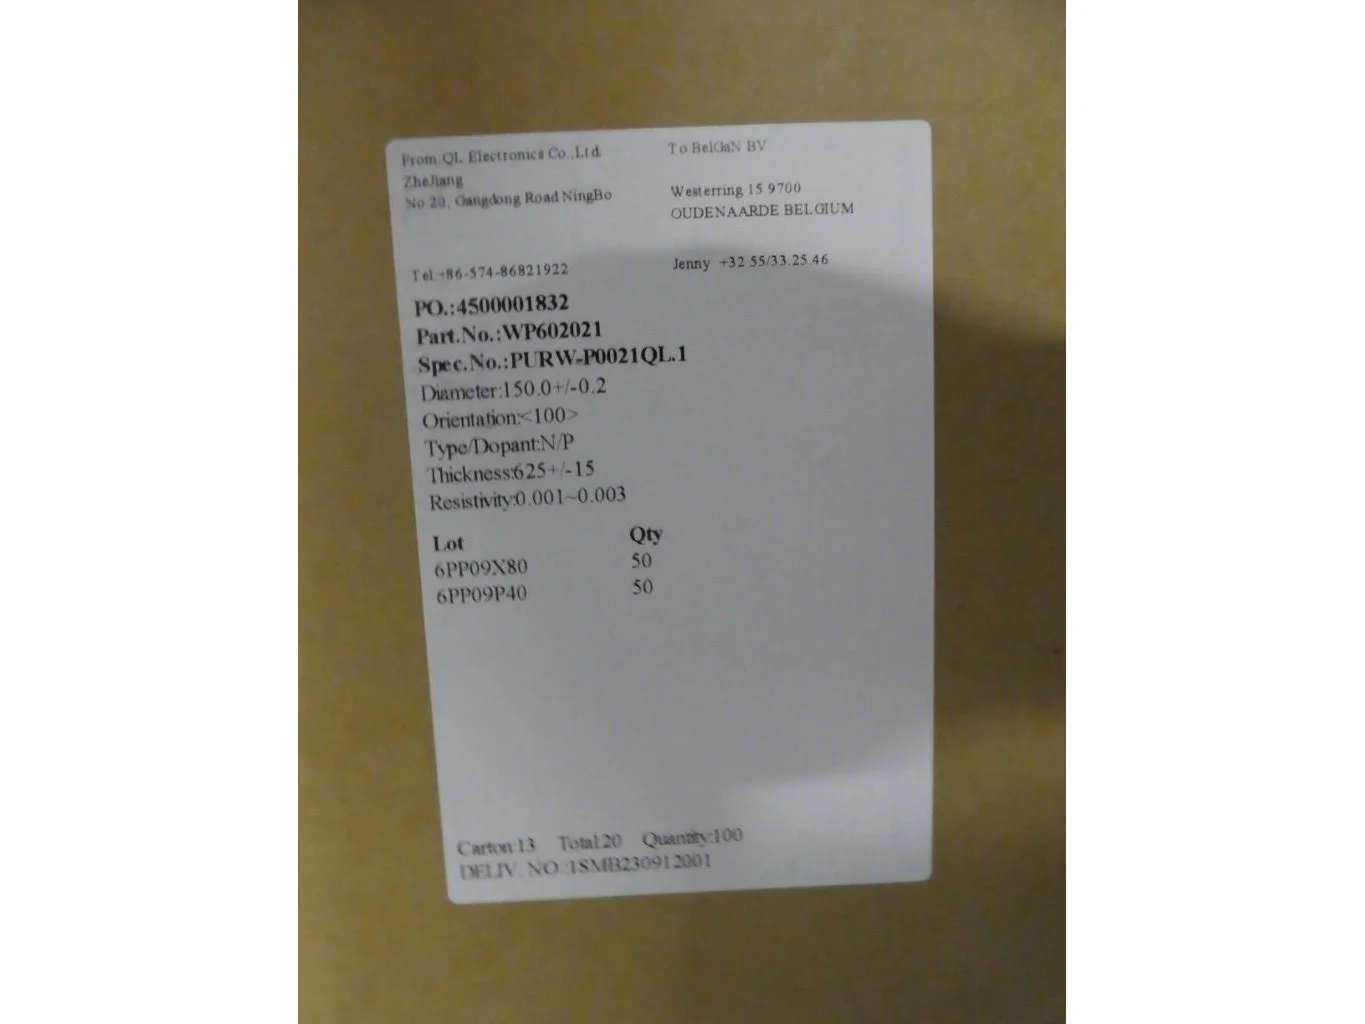 From:QL Electronics Co.,Ltd.
ZheJiang
No 20, Gangdong Road NingBo
Tel:+86-574-86821922
To BelGaN BV
Westerring 15 9700
OUDENAARDE BELGIUM
Jenny +32 55/33.25.46
PO.:4500001832
Part.No.:WP602021
Spec.No.:PURW-P0021QL.1
Diameter:150.0+/-0.2
Orientation:<100>
Type/Dopant:N/P
Thickness:625+/-15
Resistivity:0.001~0.003
Lot Qty
6PP09X80 50
6PP09P40 50
Carton:13 Total:20 Quantity:100
DELIV. NO.:1SMB230912001